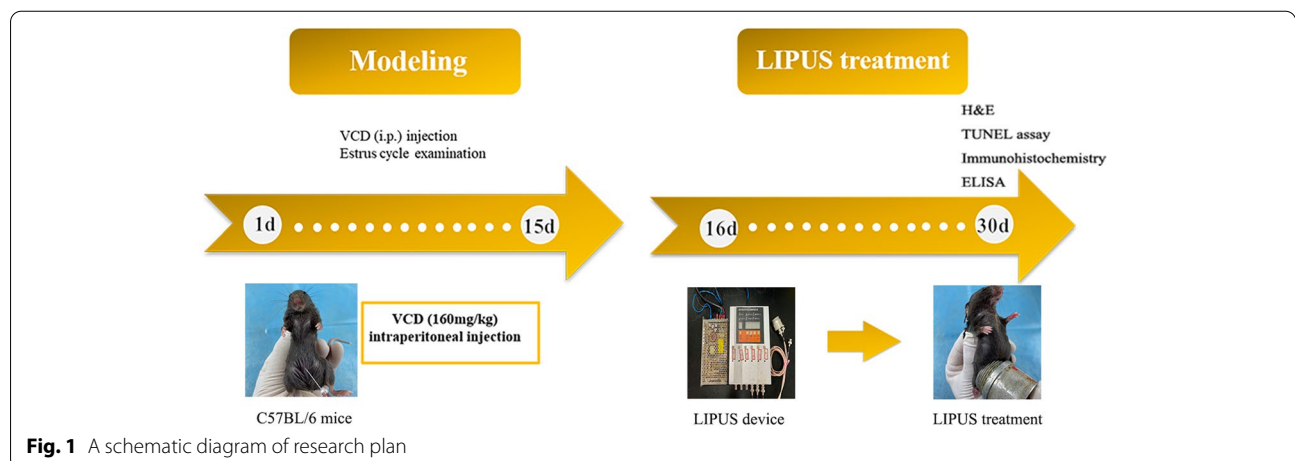 Modeling
LIPUS treatment
VCD (i.p.) injection
Estrus cycle examination
H&E
TUNEL assay
Immunohistochemistry
ELISA
1d
15d
16d
30d
VCD (160mg/kg)
intraperitoneal injection
C57BL/6 mice
LIPUS device
LIPUS treatment
Fig. 1 A schematic diagram of research plan